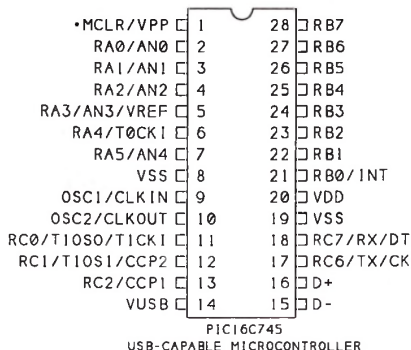 •MCLR/VPP 1 28 RB7
RA0/AN0 2 27 RB6
RA1/AN1 3 26 RB5
RA2/AN2 4 25 RB4
RA3/AN3/VREF 5 24 RB3
RA4/T0CKI 6 23 RB2
RA5/AN4 7 22 RB1
VSS 8 21 RB0/INT
OSC1/CLKIN 9 20 VDD
OSC2/CLKOUT 10 19 VSS
RC0/T1OSO/T1CKI 11 18 RC7/RX/DT
RC1/T1OSI/CCP2 12 17 RC6/TX/CK
RC2/CCP1 13 16 D+
VUSB 14 15 D-
PIC16C745
USB-CAPABLE MICROCONTROLLER